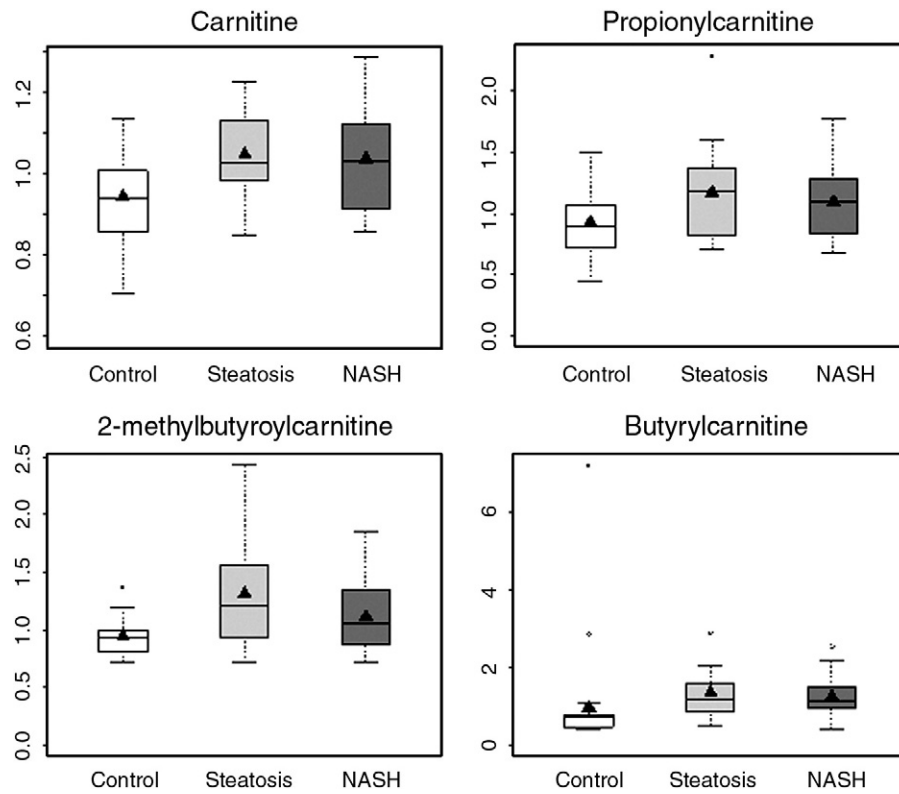 Carnitine
1.2
1.0
0.8
0.6
Control Steatosis NASH
Propionylcarnitine
2.0
1.5
1.0
0.5
0.0
Control Steatosis NASH
2-methylbutyroylcarnitine
2.5
2.0
1.5
1.0
0.5
0.0
Control Steatosis NASH
Butyrylcarnitine
6
4
2
0
Control Steatosis NASH